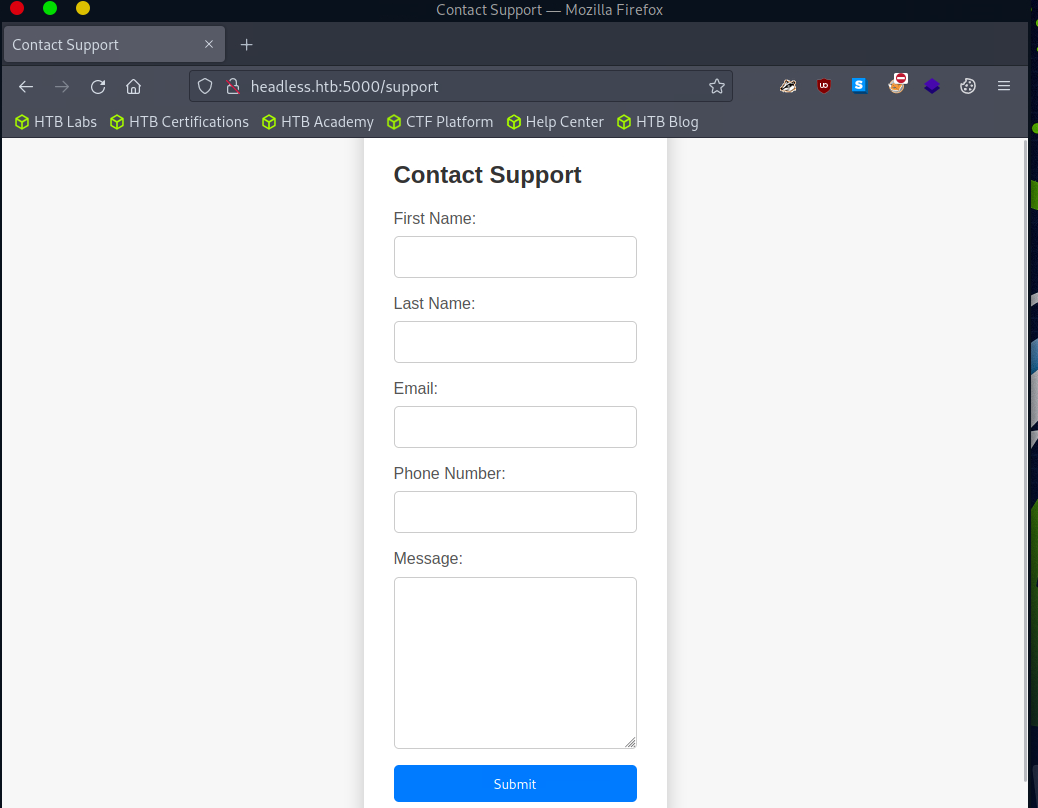 Contact Support — Mozilla Firefox
Contact Support
headless.htb:5000/support
HTB Labs HTB Certifications HTB Academy CTF Platform Help Center HTB Blog
Contact Support
First Name:
Last Name:
Email:
Phone Number:
Message:
Submit